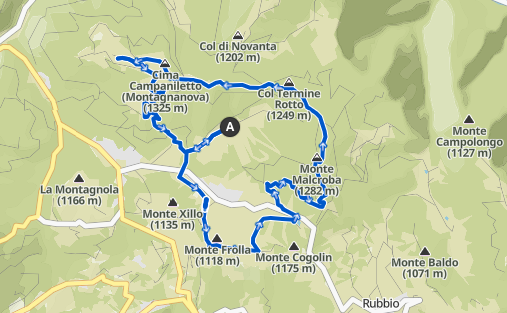 Col di Novanta
(1202 m)
Cima
Campaniletto
(Montagnanova)
(1325 m)
Col Termine
Rotto
(1249 m)
A
Monte
Campolongo
(1127 m)
Monte
Malcroba
(1282 m)
La Montagnola
(1166 m)
Monte Xillo
(1135 m)
Monte Frolla
(1118 m)
Monte Cogolin
(1175 m)
Monte Baldo
(1071 m)
Rubbio